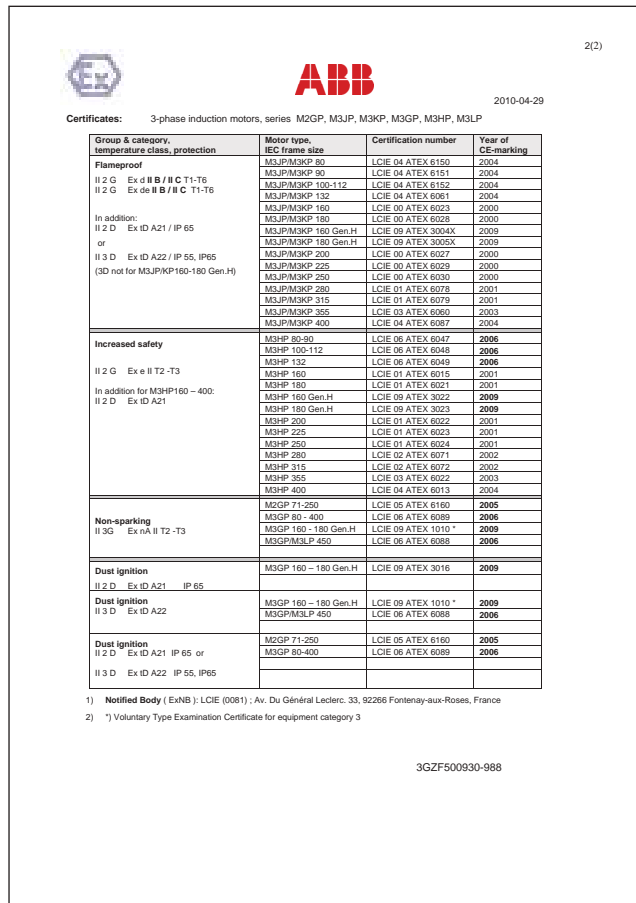 2(2)
Ex
ABB
2010-04-29
Certificates: 3-phase induction motors, series M2GP, M3JP, M3KP, M3GP, M3HP, M3LP
Group & category, temperature class, protection | Motor type, IEC frame size | Certification number | Year of CE-marking
Flameproof
II 2 G Ex d II B / II C T1-T6
II 2 G Ex de II B / II C T1-T6
In addition:
II 2 D Ex tD A21 / IP 65
or
II 3 D Ex tD A22 / IP 55, IP65
(3D not for M3JP/KP160-180 Gen.H)
M3JP/M3KP 80 LCIE 04 ATEX 6150 2004
M3JP/M3KP 90 LCIE 04 ATEX 6151 2004
M3JP/M3KP 100-112 LCIE 04 ATEX 6152 2004
M3JP/M3KP 132 LCIE 04 ATEX 6061 2004
M3JP/M3KP 160 LCIE 00 ATEX 6023 2000
M3JP/M3KP 180 LCIE 00 ATEX 6028 2000
M3JP/M3KP 160 Gen.H LCIE 09 ATEX 3004X 2009
M3JP/M3KP 180 Gen.H LCIE 09 ATEX 3005X 2009
M3JP/M3KP 200 LCIE 00 ATEX 6027 2000
M3JP/M3KP 225 LCIE 00 ATEX 6029 2000
M3JP/M3KP 250 LCIE 00 ATEX 6030 2000
M3JP/M3KP 280 LCIE 01 ATEX 6078 2001
M3JP/M3KP 315 LCIE 01 ATEX 6079 2001
M3JP/M3KP 355 LCIE 03 ATEX 6060 2003
M3JP/M3KP 400 LCIE 04 ATEX 6087 2004
Increased safety
II 2 G Ex e II T2 -T3
In addition for M3HP160 – 400:
II 2 D Ex tD A21
M3HP 80-90 LCIE 06 ATEX 6047 2006
M3HP 100-112 LCIE 06 ATEX 6048 2006
M3HP 132 LCIE 06 ATEX 6049 2006
M3HP 160 LCIE 01 ATEX 6015 2001
M3HP 180 LCIE 01 ATEX 6021 2001
M3HP 160 Gen.H LCIE 09 ATEX 3022 2009
M3HP 180 Gen.H LCIE 09 ATEX 3023 2009
M3HP 200 LCIE 01 ATEX 6022 2001
M3HP 225 LCIE 01 ATEX 6023 2001
M3HP 250 LCIE 01 ATEX 6024 2001
M3HP 280 LCIE 02 ATEX 6071 2002
M3HP 315 LCIE 02 ATEX 6072 2002
M3HP 355 LCIE 03 ATEX 6022 2003
M3HP 400 LCIE 04 ATEX 6013 2004
Non-sparking
II 3G Ex nA II T2 -T3
M2GP 71-250 LCIE 05 ATEX 6160 2005
M3GP 80 - 400 LCIE 06 ATEX 6089 2006
M3GP 160 - 180 Gen.H LCIE 09 ATEX 1010 * 2009
M3GP/M3LP 450 LCIE 06 ATEX 6088 2006
Dust ignition
II 2 D Ex tD A21 IP 65
M3GP 160 – 180 Gen.H LCIE 09 ATEX 3016 2009
Dust ignition
II 3 D Ex tD A22
M3GP 160 – 180 Gen.H LCIE 09 ATEX 1010 * 2009
M3GP/M3LP 450 LCIE 06 ATEX 6088 2006
Dust ignition
II 2 D Ex tD A21 IP 65 or
II 3 D Ex tD A22 IP 55, IP65
M2GP 71-250 LCIE 05 ATEX 6160 2005
M3GP 80-400 LCIE 06 ATEX 6089 2006
1) Notified Body ( ExNB ): LCIE (0081) ; Av. Du Général Leclerc. 33, 92266 Fontenay-aux-Roses, France
2) *) Voluntary Type Examination Certificate for equipment category 3
3GZF500930-988